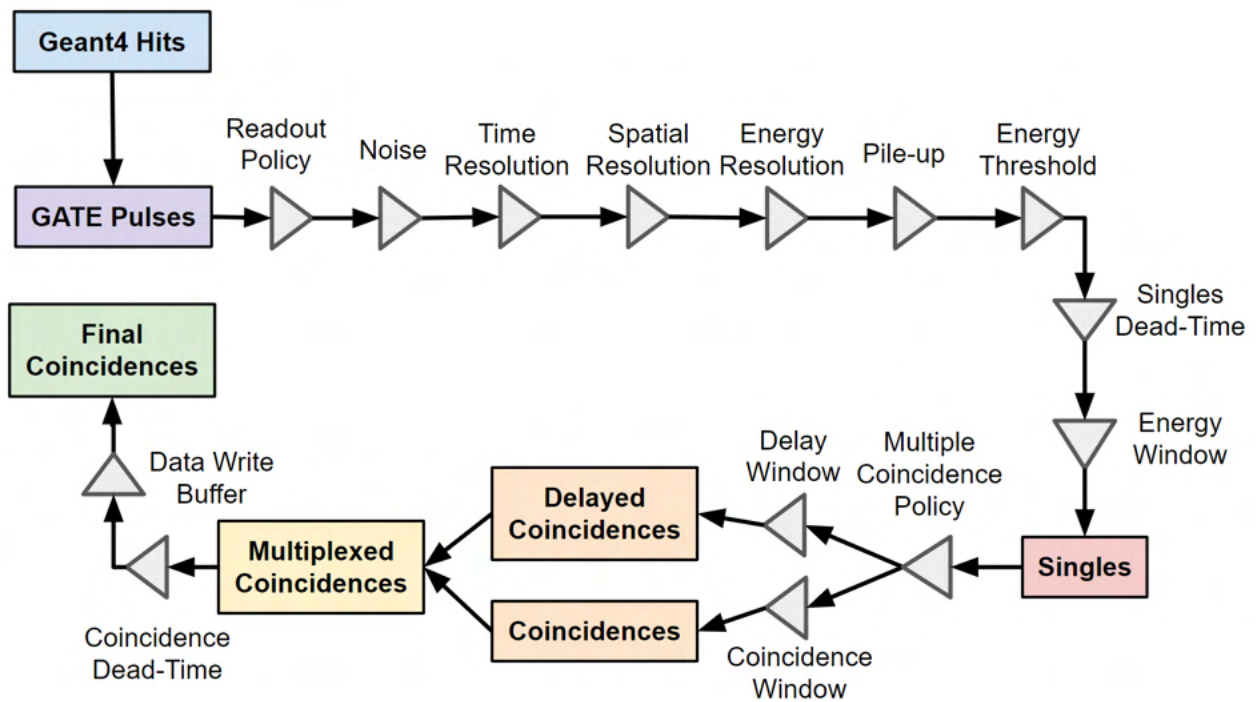 Geant4 Hits
Readout
Policy
Noise
Time
Resolution
Spatial
Resolution
Energy
Resolution
Pile-up
Energy
Threshold
GATE Pulses
Singles
Dead-Time
Final
Coincidences
Energy
Window
Delay
Window
Multiple
Coincidence
Policy
Data Write
Buffer
Delayed
Coincidences
Multiplexed
Coincidences
Singles
Coincidences
Coincidence
Dead-Time
Coincidence
Window